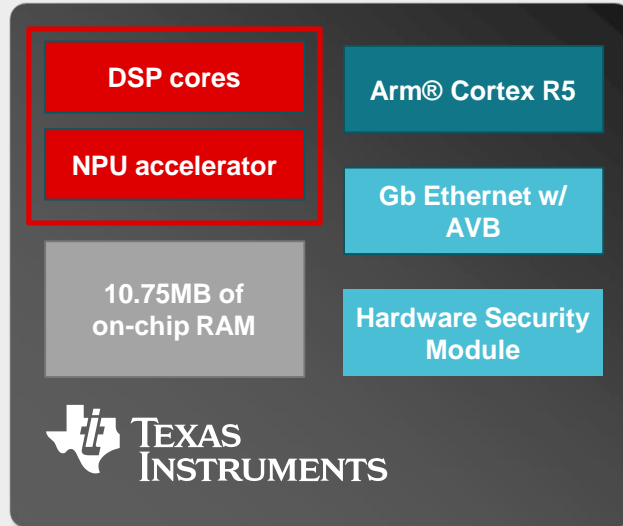 DSP cores
NPU accelerator
10.75MB of
on-chip RAM
Arm® Cortex R5
Gb Ethernet w/
AVB
Hardware Security
Module
TEXAS
INSTRUMENTS